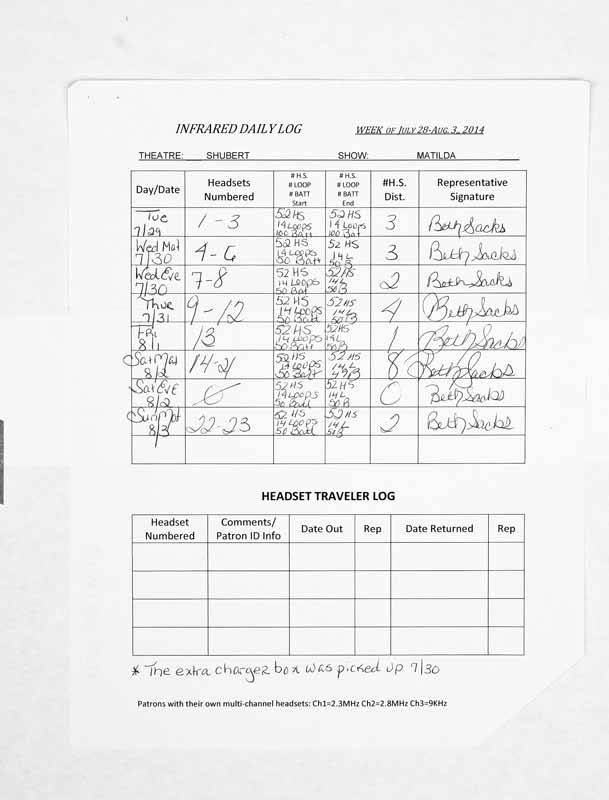 INFRARED DAILY LOG WEEK OF JULY 28-AUG. 3, 2014
THEATRE: SHUBERT SHOW: MATILDA
Day/Date Headsets Numbered # H.S. # LOOP # BATT Start # H.S. # LOOP # BATT End #H.S. Dist. Representative Signature
Tue 7/29 1-3 52 HS 14 Loops 100 Batt 52 HS 14 Loops 100 Bat 3 Beth Sacks
Wed Mat 7/30 4-6 52 HS 14 Loops 50 Batt 52 HS 14 L 50 B 3 Beth Sacks
Wed Eve 7/30 7-8 52 HS 14 Loops 50 Bat 52 HS 14 L 50 B 2 Beth Sacks
Thue 7/31 9-12 52 HS 14 Loops 50 Batt 52 HS 14 L 50 B 4 Beth Sacks
Fri 8/1 13 52 HS 14 Loops 50 Batt 52 HS 14 L 50 B 1 Beth Sacks
Sat Mat 8/2 14-21 52 HS 14 Loops 50 Batt 52 HS 14 L 8 Beth Sacks
Sat Eve 8/2 0 52 HS 14 Loops 50 Batt 52 HS 14 L 50 B 0 Beth Sacks
Sun Mat 8/3 22-23 52 HS 14 Loops 50 Batt 52 HS 14 L 50 B 2 Beth Sacks
HEADSET TRAVELER LOG
Headset Numbered Comments/ Patron ID Info Date Out Rep Date Returned Rep
* The extra charger box was picked up 7/30
Patrons with their own multi-channel headsets: Ch1=2.3MHz Ch2=2.8MHz Ch3=9KHz